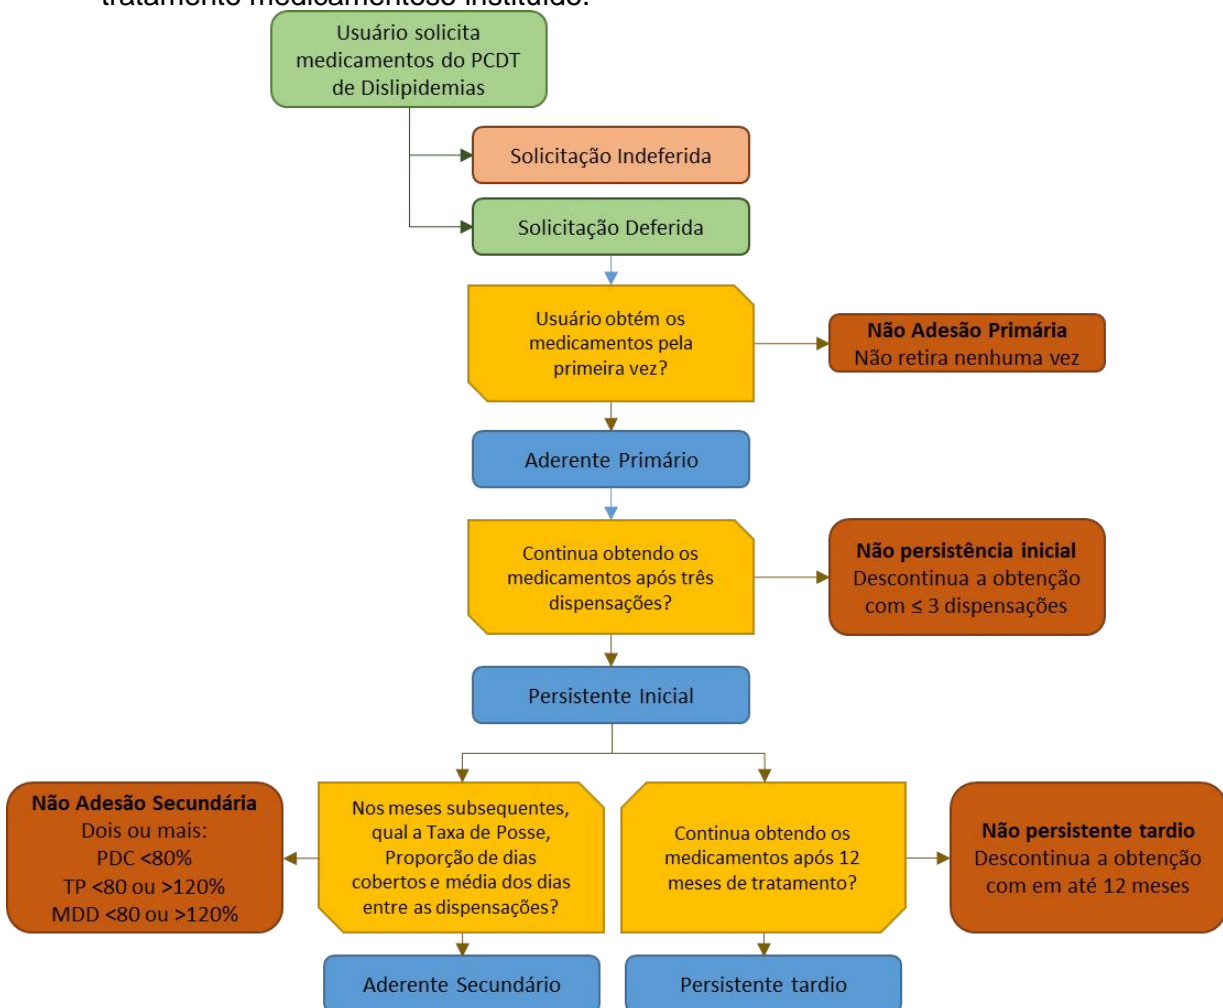 tratamento medicamentoso instituído.
Usuário solicita
medicamentos do PCDT
de Dislipidemias
Solicitação Indeferida
Solicitação Deferida
Usuário obtém os
medicamentos pela
primeira vez?
Não Adesão Primária
Não retira nenhuma vez
Aderente Primário
Continua obtendo os
medicamentos após três
dispensações?
Não persistência inicial
Descontinua a obtenção
com ≤ 3 dispensações
Persistente Inicial
Não Adesão Secundária
Dois ou mais:
PDC <80%
TP <80 ou >120%
MDD <80 ou >120%
Nos meses subsequentes,
qual a Taxa de Posse,
Proporção de dias
cobertos e média dos dias
entre as dispensações?
Continua obtendo os
medicamentos após 12
meses de tratamento?
Não persistente tardio
Descontinua a obtenção
com em até 12 meses
Aderente Secundário
Persistente tardio